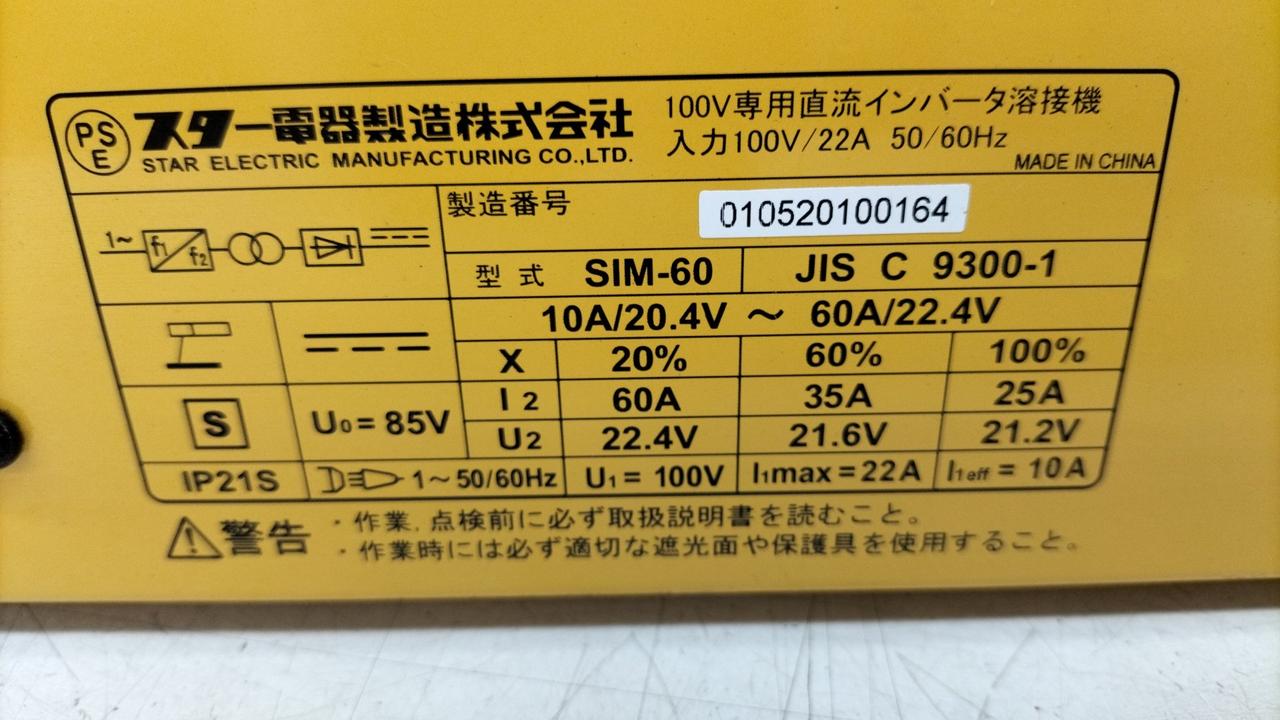 PS E
スター電器製造株式会社
STAR ELECTRIC MANUFACTURING CO.,LTD.
100V専用直流インバータ溶接機
入力100V/22A 50/60Hz
MADE IN CHINA
製造番号 010520100164
1~ f1 f2
型式 SIM-60 JIS C 9300-1
10A/20.4V ～ 60A/22.4V
X 20% 60% 100%
I2 60A 35A 25A
S U0 = 85V
U2 22.4V 21.6V 21.2V
IP21S 1～50/60Hz U1 = 100V I1max = 22A I1eff = 10A
警告
・作業,点検前に必ず取扱説明書を読むこと。
・作業時には必ず適切な遮光面や保護具を使用すること。